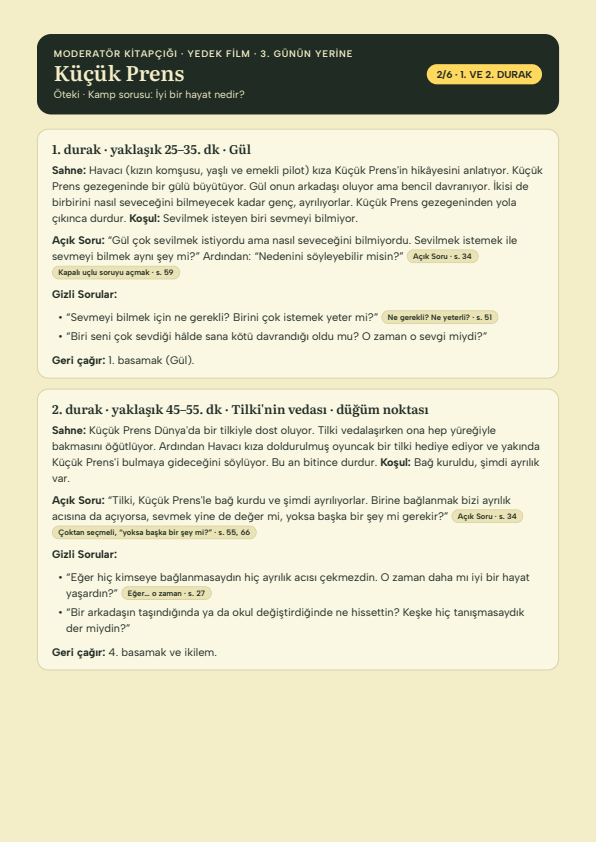 MODERATÖR KİTAPÇIĞI · YEDEK FİLM · 3. GÜNÜN YERİNE
Küçük Prens
Öteki · Kamp sorusu: İyi bir hayat nedir?
2/6 · 1. VE 2. DURAK
1. durak · yaklaşık 25–35. dk · Gül
Sahne: Havacı (kızın komşusu, yaşlı ve emekli pilot) kıza Küçük Prens'in hikâyesini anlatıyor. Küçük
Prens gezegeninde bir gülü büyütüyor. Gül onun arkadaşı oluyor ama bencil davranıyor. İkisi de
birbirini nasıl seveceğini bilmeyecek kadar genç, ayrılıyorlar. Küçük Prens gezegeninden yola
çıkınca durdur. Koşul: Sevilmek isteyen biri sevmeyi bilmiyor.
Açık Soru: “Gül çok sevilmek istiyordu ama nasıl seveceğini bilmiyordu. Sevilmek istemek ile
sevmeyi bilmek aynı şey mi?” Ardından: “Nedenini söyleyebilir misin?” Açık Soru · s. 34
Kapalı uçlu soruyu açmak · s. 59
Gizli Sorular:
• “Sevmeyi bilmek için ne gerekli? Birini çok istemek yeter mi?” Ne gerekli? Ne yeterli? · s. 51
• “Biri seni çok sevdiği hâlde sana kötü davrandığı oldu mu? O zaman o sevgi miydi?”
Geri çağır: 1. basamak (Gül).
2. durak · yaklaşık 45–55. dk · Tilki'nin vedası · düğüm noktası
Sahne: Küçük Prens Dünya'da bir tilkiyle dost oluyor. Tilki vedalaşırken ona hep yüreğiyle
bakmasını öğütlüyor. Ardından Havacı kıza doldurulmuş oyuncak bir tilki hediye ediyor ve yakında
Küçük Prens'i bulmaya gideceğini söylüyor. Bu an bitince durdur. Koşul: Bağ kuruldu, şimdi ayrılık
var.
Açık Soru: “Tilki, Küçük Prens'le bağ kurdu ve şimdi ayrılıyorlar. Birine bağlanmak bizi ayrılık
acısına da açıyorsa, sevmek yine de değer mi, yoksa başka bir şey mi gerekir?” Açık Soru · s. 34
Çoktan seçmeli, “yoksa başka bir şey mi?” · s. 55, 66
Gizli Sorular:
• “Eğer hiç kimseye bağlanmasaydın hiç ayrılık acısı çekmezdin. O zaman daha mı iyi bir hayat
yaşardın?” Eğer... o zaman · s. 27
• “Bir arkadaşın taşındığında ya da okul değiştirdiğinde ne hissettin? Keşke hiç tanışmasaydık
der miydin?”
Geri çağır: 4. basamak ve ikilem.